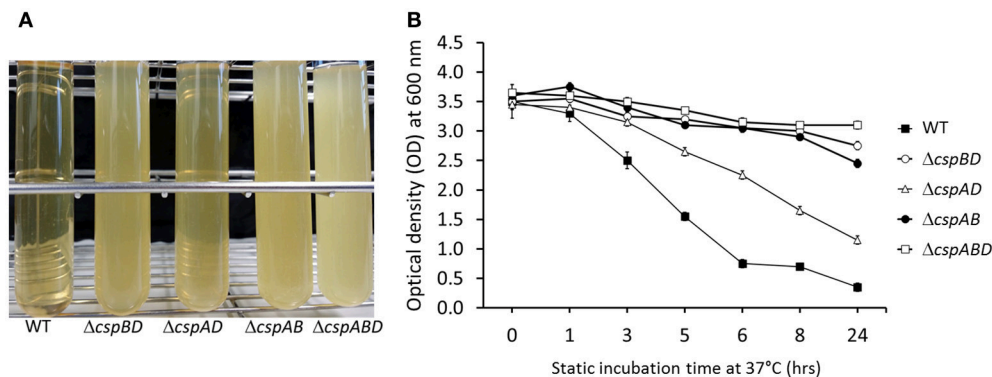 A
WT ΔcspBD ΔcspAD ΔcspAB ΔcspABD
B
Optical density (OD) at 600 nm
4.5
4.0
3.5
3.0
2.5
2.0
1.5
1.0
0.5
0.0
0 1 3 5 6 8 24
Static incubation time at 37°C (hrs)
WT
ΔcspBD
ΔcspAD
ΔcspAB
ΔcspABD